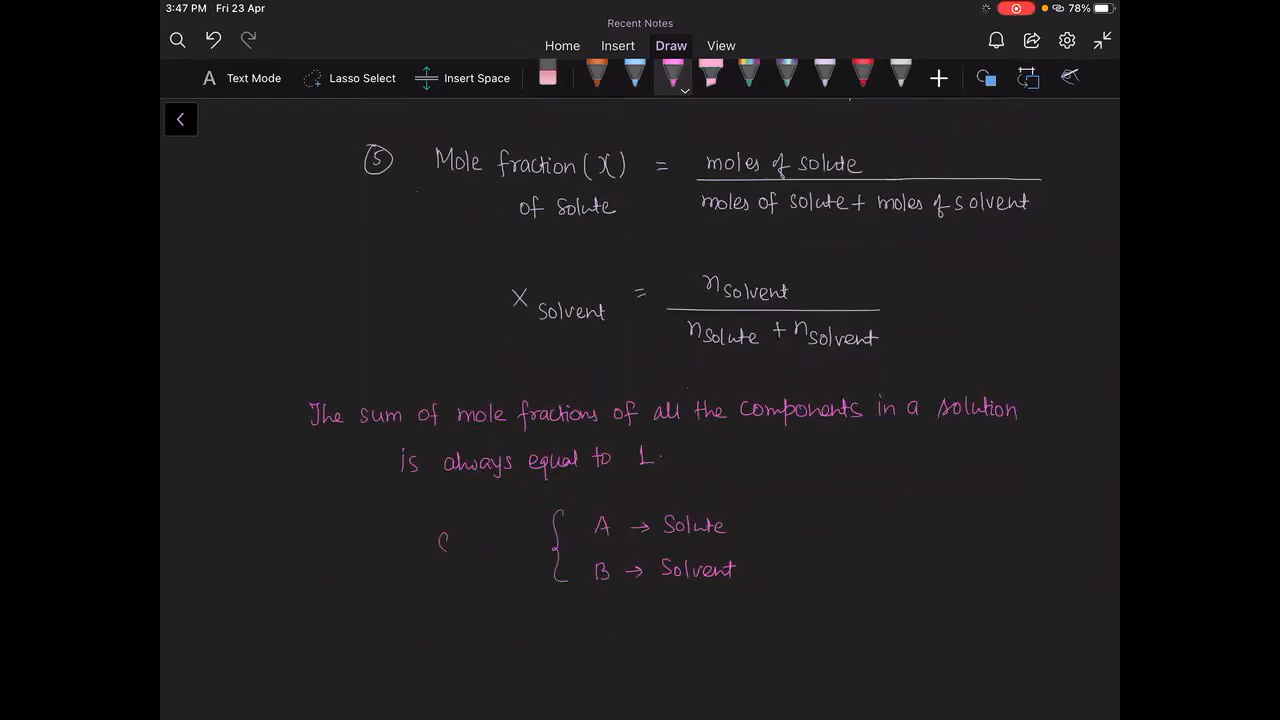 3:47 PM Fri 23 Apr
78%
Recent Notes
Home Insert Draw View
A Text Mode Lasso Select Insert Space
⑤ Mole fraction (X) = moles of solute
of solute moles of solute + moles of solvent
X solvent = n solvent
n solute + n solvent
The sum of mole fractions of all the components in a solution
is always equal to 1.
A → Solute
B → Solvent